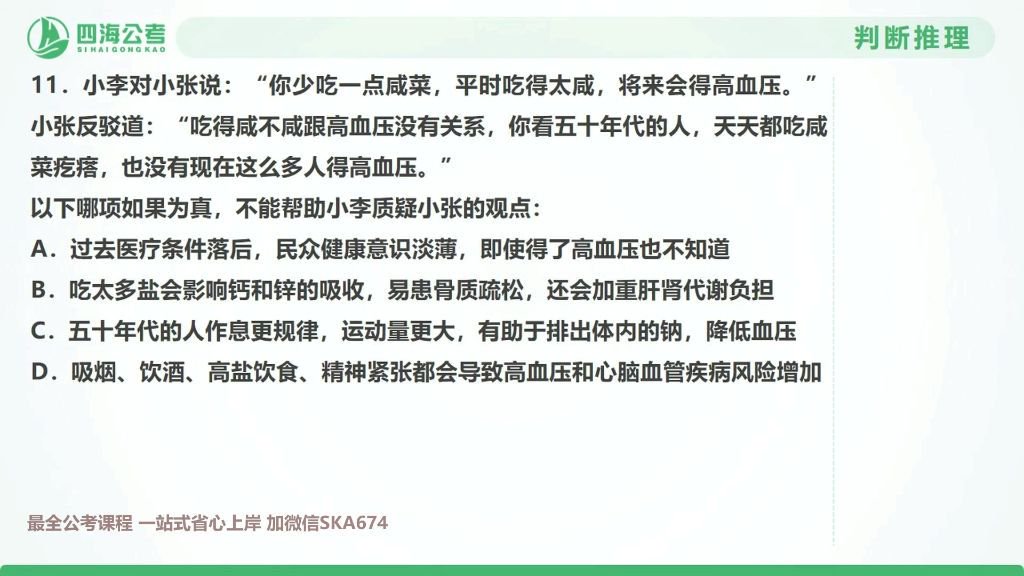 四海公考
SIHAIGONGKAO
判断推理
11．小李对小张说：“你少吃一点咸菜，平时吃得太咸，将来会得高血压。”
小张反驳道：“吃得咸不咸跟高血压没有关系，你看五十年代的人，天天都吃咸
菜疙瘩，也没有现在这么多人得高血压。”
以下哪项如果为真，不能帮助小李质疑小张的观点：
A．过去医疗条件落后，民众健康意识淡薄，即使得了高血压也不知道
B．吃太多盐会影响钙和锌的吸收，易患骨质疏松，还会加重肝肾代谢负担
C．五十年代的人作息更规律，运动量更大，有助于排出体内的钠，降低血压
D．吸烟、饮酒、高盐饮食、精神紧张都会导致高血压和心脑血管疾病风险增加
最全公考课程 一站式省心上岸 加微信SKA674